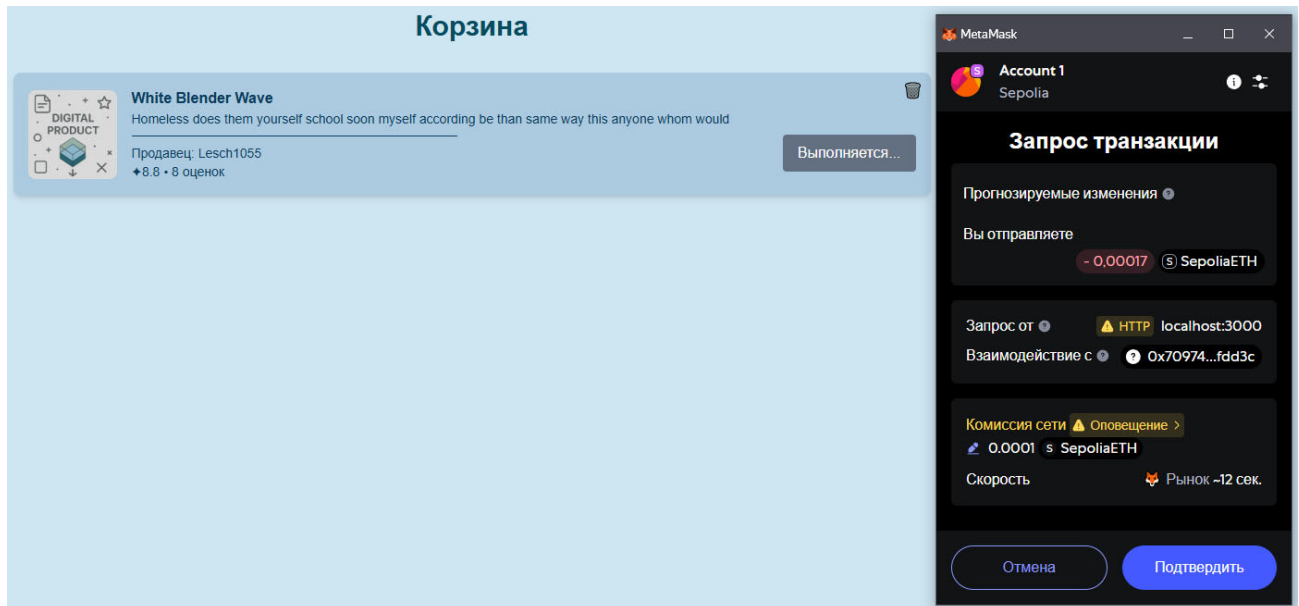 Корзина
DIGITAL
PRODUCT
White Blender Wave
Homeless does them yourself school soon myself according be than same way this anyone whom would
Продавец: Lesch1055
✦8.8 • 8 оценок
Выполняется...
MetaMask
S
Account 1
Sepolia
Запрос транзакции
Прогнозируемые изменения
Вы отправляете
- 0,00017 S SepoliaETH
Запрос от HTTP localhost:3000
Взаимодействие с 0x70974...fdd3c
Комиссия сети Оповещение >
0.0001 S SepoliaETH
Скорость Рынок ~12 сек.
Отмена Подтвердить